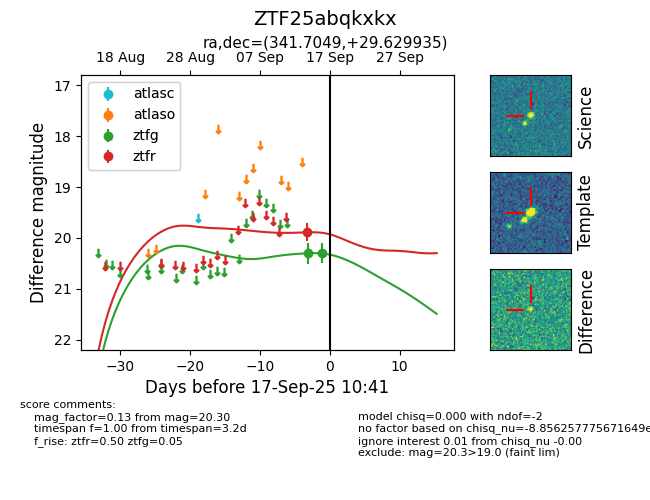 ZTF25abqkxkx
ra,dec=(341.7049,+29.629935)
18 Aug 28 Aug 07 Sep 17 Sep 27 Sep
17
18
19
20
21
22
Difference magnitude
atlasc
atlaso
ztfg
ztfr
−30 −20 −10 0 10
Days before 17-Sep-25 10:41
Science
Template
Difference
score comments:
mag_factor=0.13 from mag=20.30
timespan f=1.00 from timespan=3.2d
f_rise: ztfr=0.50 ztfg=0.05
model chisq=0.000 with ndof=-2
no factor based on chisq_nu=-8.856257775671649e
ignore interest 0.01 from chisq_nu -0.00
exclude: mag=20.3>19.0 (faint lim)